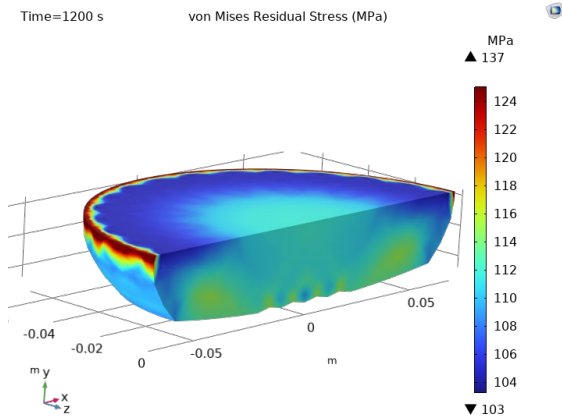 Time=1200 s
von Mises Residual Stress (MPa)
MPa
▲ 137
124
122
120
118
116
114
112
110
108
106
104
▼ 103
0.05
0
-0.05
m
-0.04
-0.02
0
m
y
x
z